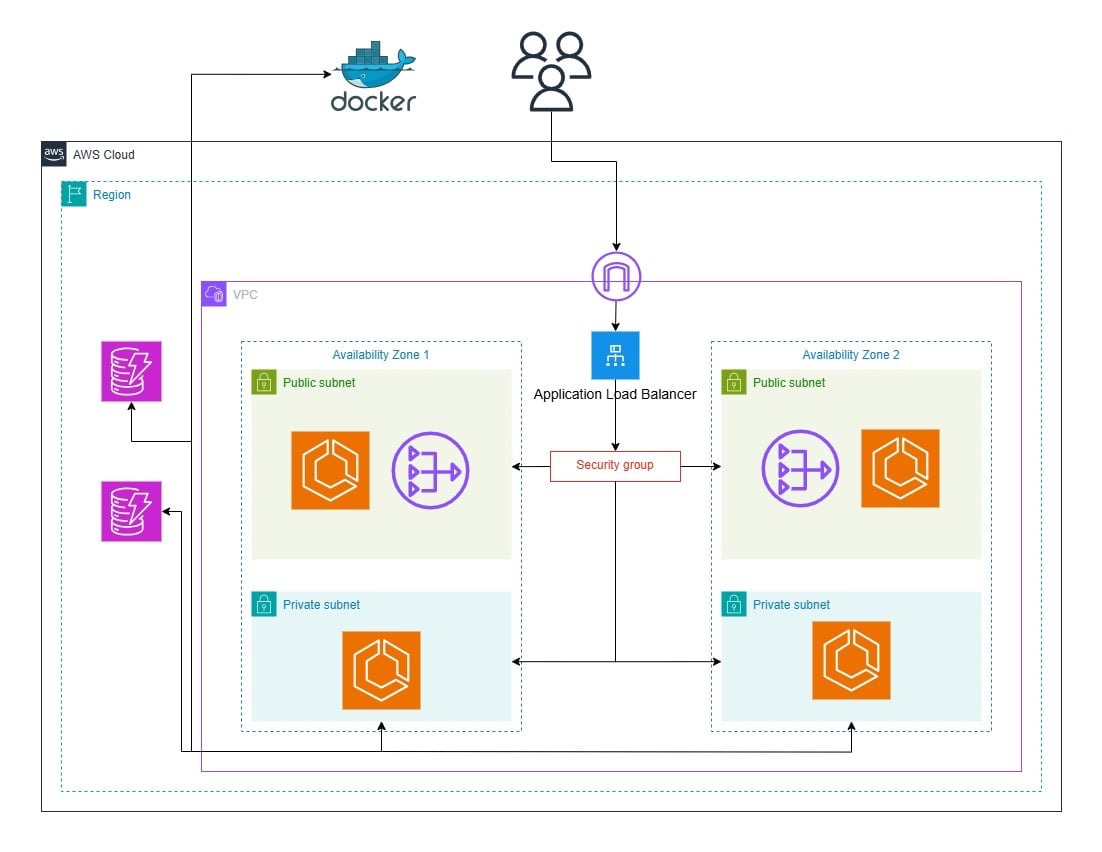 docker
aws
AWS Cloud
Region
VPC
Availability Zone 1
Availability Zone 2
Public subnet
Public subnet
Application Load Balancer
Security group
Private subnet
Private subnet